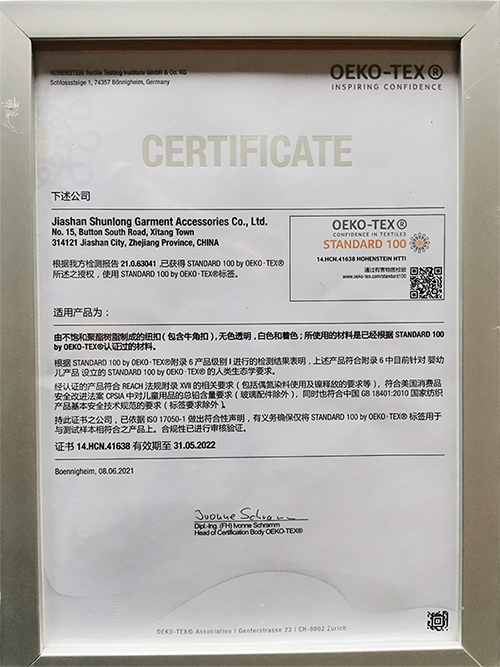 HOHENSTEIN Textile Testing Institute GmbH & Co. KG
Schlosssteige 1, 74357 Bönnigheim, Germany
OEKO-TEX®
INSPIRING CONFIDENCE
CERTIFICATE
下述公司
Jiashan Shunlong Garment Accessories Co., Ltd.
No. 15, Button South Road, Xitang Town
314121 Jiashan City, Zhejiang Province, CHINA
根据我方检测报告 21.0.63041 ,已获得 STANDARD 100 by OEKO-TEX®
所述之授权，使用 STANDARD 100 by OEKO-TEX®标签。
OEKO-TEX®
CONFIDENCE IN TEXTILES
STANDARD 100
14.HCN.41638 HOHENSTEIN HTTI
通过有害物质检验
www.oeko-tex.com/standard100
适用产品为：
由不饱和聚酯树脂制成的纽扣（包含牛角扣），无色透明，白色和着色；所使用的材料是已经根据 STANDARD 100
by OEKO-TEX®认证过的材料。
根据 STANDARD 100 by OEKO-TEX®附录 6 产品级别 I 进行的检测结果表明，上述产品符合附录 6 中目前针对 婴幼
儿产品 设立的 STANDARD 100 by OEKO-TEX® 的人类生态学要求。
经认证的产品符合 REACH 法规附录 XVII 的相关要求（包括偶氮染料使用及镍释放的要求等），符合美国消费品
安全改进法案 CPSIA 中对儿童用品的总铅含量要求（玻璃配件除外），同时也符合中国 GB 18401:2010 国家纺织
产品基本安全技术规范的要求（标签要求除外）。
持此证书之公司，已依据 ISO 17050-1 做出符合性声明，有义务确保仅将 STANDARD 100 by OEKO-TEX® 标签用于
与测试样本相符合之产品上。合规性已进行审核验证。
证书 14.HCN.41638 有效期至 31.05.2022
Boennigheim, 08.06.2021
Ivonne Schramm
Dipl.-Ing. (FH) Ivonne Schramm
Head of Certification Body OEKO-TEX®
OEKO-TEX® Association | Genferstrasse 23 | CH-8002 Zurich